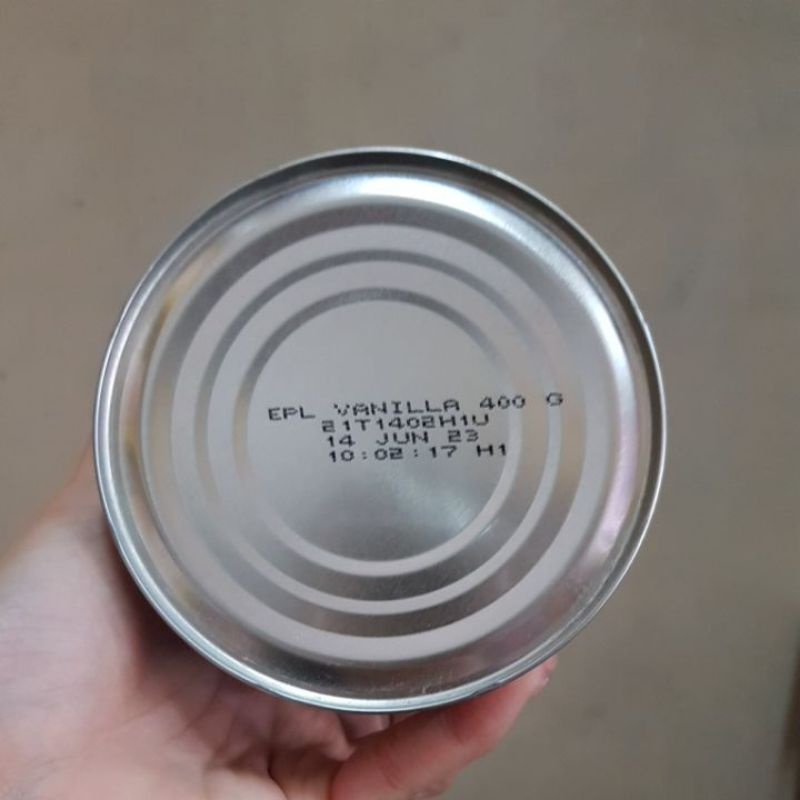 EPL VANILLA 400 G
21T1402H1U
14 JUN 23
10:02:17 H1